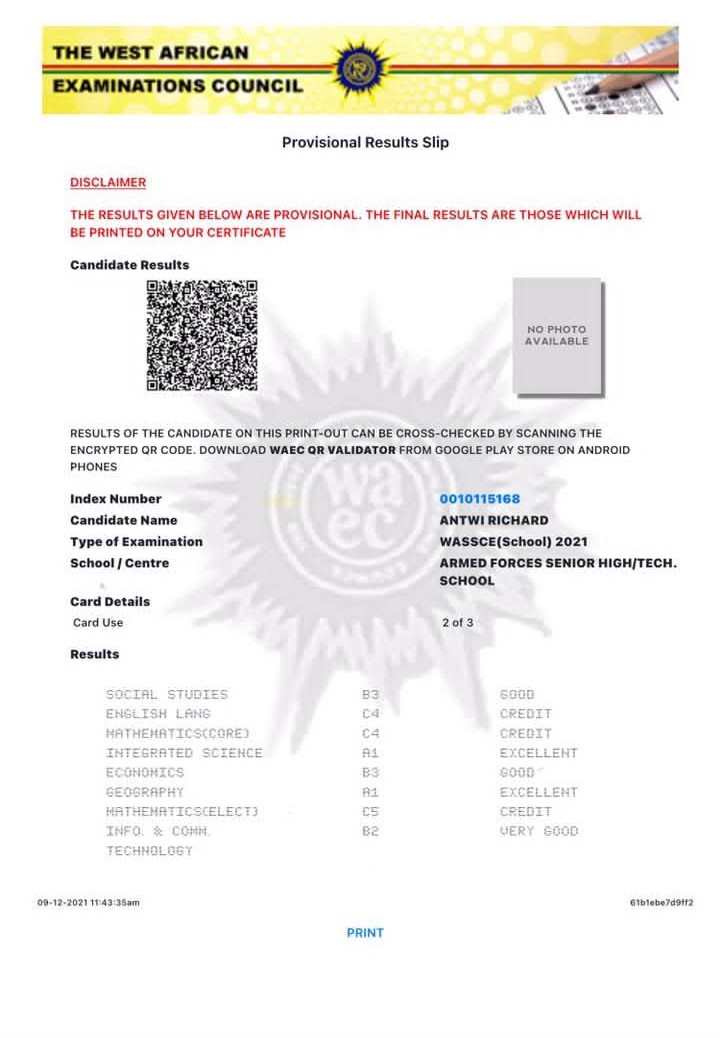 THE WEST AFRICAN
EXAMINATIONS COUNCIL
Provisional Results Slip
DISCLAIMER
THE RESULTS GIVEN BELOW ARE PROVISIONAL. THE FINAL RESULTS ARE THOSE WHICH WILL
BE PRINTED ON YOUR CERTIFICATE
Candidate Results
NO PHOTO
AVAILABLE
RESULTS OF THE CANDIDATE ON THIS PRINT-OUT CAN BE CROSS-CHECKED BY SCANNING THE
ENCRYPTED QR CODE. DOWNLOAD WAEC QR VALIDATOR FROM GOOGLE PLAY STORE ON ANDROID
PHONES
waec
Index Number 0010115168
Candidate Name ANTWI RICHARD
Type of Examination WASSCE(School) 2021
School / Centre ARMED FORCES SENIOR HIGH/TECH.
SCHOOL
Card Details
Card Use 2 of 3
Results
SOCIAL STUDIES B3 GOOD
ENGLISH LANG C4 CREDIT
MATHEMATICS(CORE) C4 CREDIT
INTEGRATED SCIENCE A1 EXCELLENT
ECONOMICS B3 GOOD
GEOGRAPHY A1 EXCELLENT
MATHEMATICS(ELECT) C5 CREDIT
INFO. & COMM. B2 VERY GOOD
TECHNOLOGY
09-12-2021 11:43:35am 61b1ebe7d9ff2
PRINT